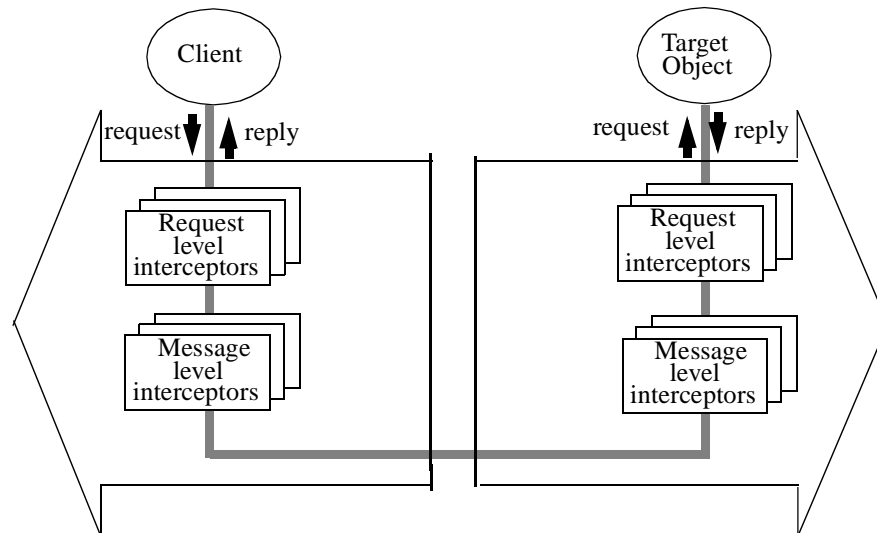 Client
Target
Object
request
reply
request
reply
Request
level
interceptors
Request
level
interceptors
Message
level
interceptors
Message
level
interceptors